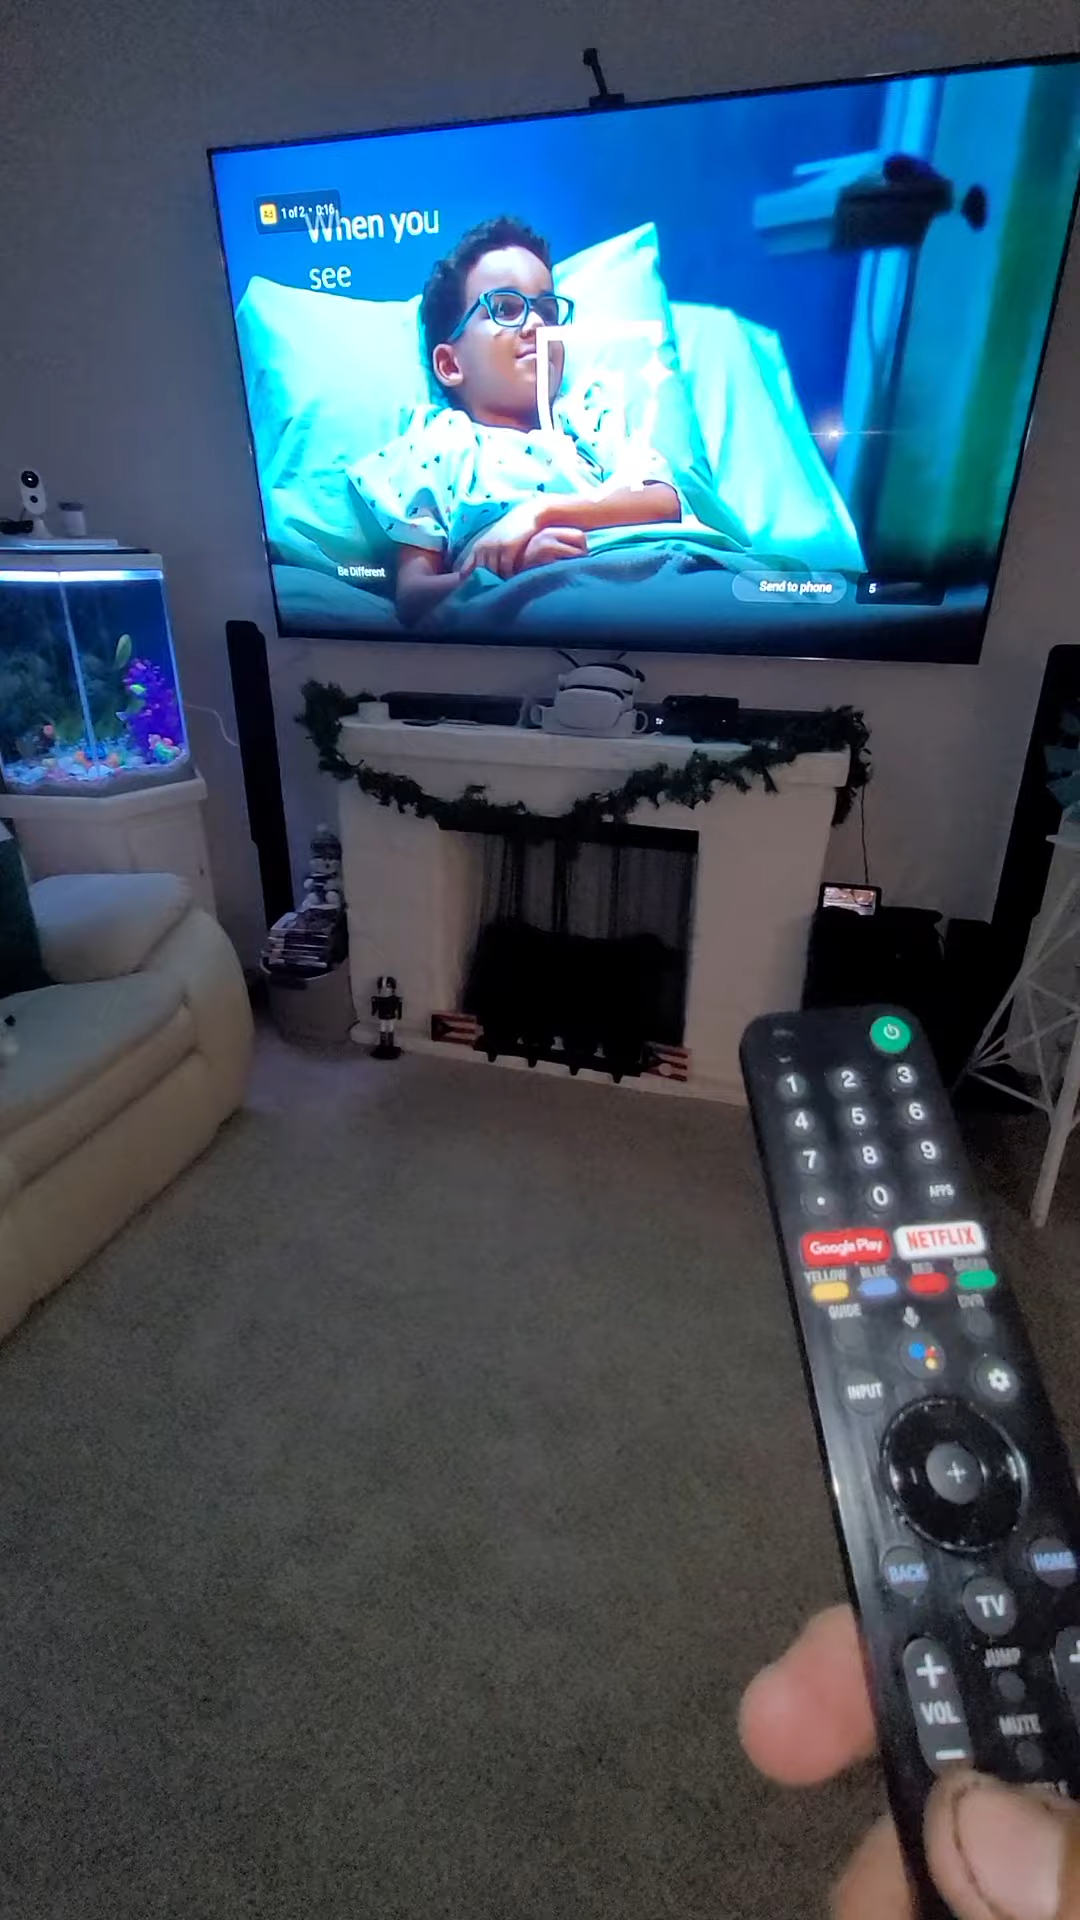 1 of 2 • 0:16
When you
see
Be Different
Send to phone
5
1 2 3
4 5 6
7 8 9
• 0 APPS
Google Play NETFLIX
YELLOW BLUE RED GREEN
GUIDE DVR
INPUT
BACK HOME
TV
+ JUMP +
VOL MUTE
–